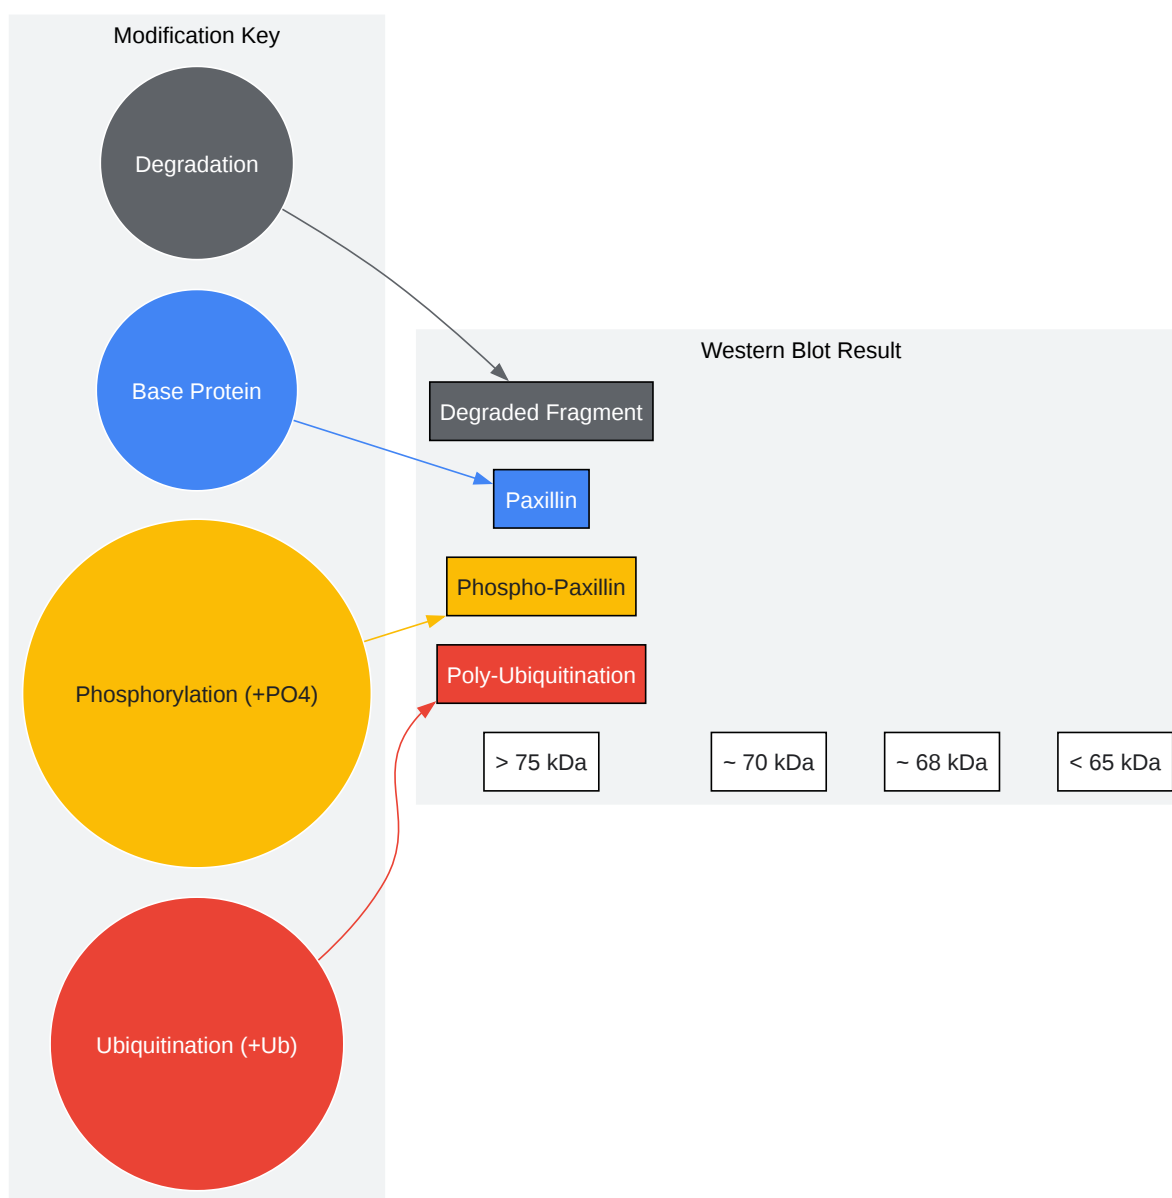 Modification Key
Degradation
Base Protein
Phosphorylation (+PO4)
Ubiquitination (+Ub)
Western Blot Result
Degraded Fragment
Paxillin
Phospho-Paxillin
Poly-Ubiquitination
> 75 kDa
~ 70 kDa
~ 68 kDa
< 65 kDa